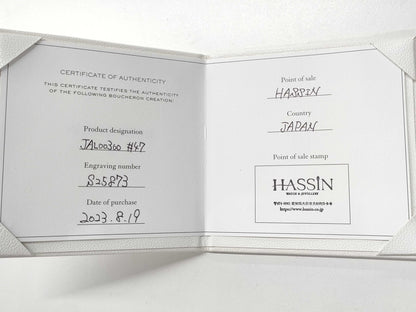 CERTIFICATE OF AUTHENTICITY
THIS CERTIFICATE TESTIFIES THE AUTHENTICITY
OF THE FOLLOWING BOUCHERON CREATION:
Product designation
JAL00300 #47
Engraving number
S25873
Date of purchase
2023.8.19
Point of sale
HASSIN
Country
JAPAN
Point of sale stamp
HASSIN
WATCH & JEWELLERY
https://www.hassin.co.jp